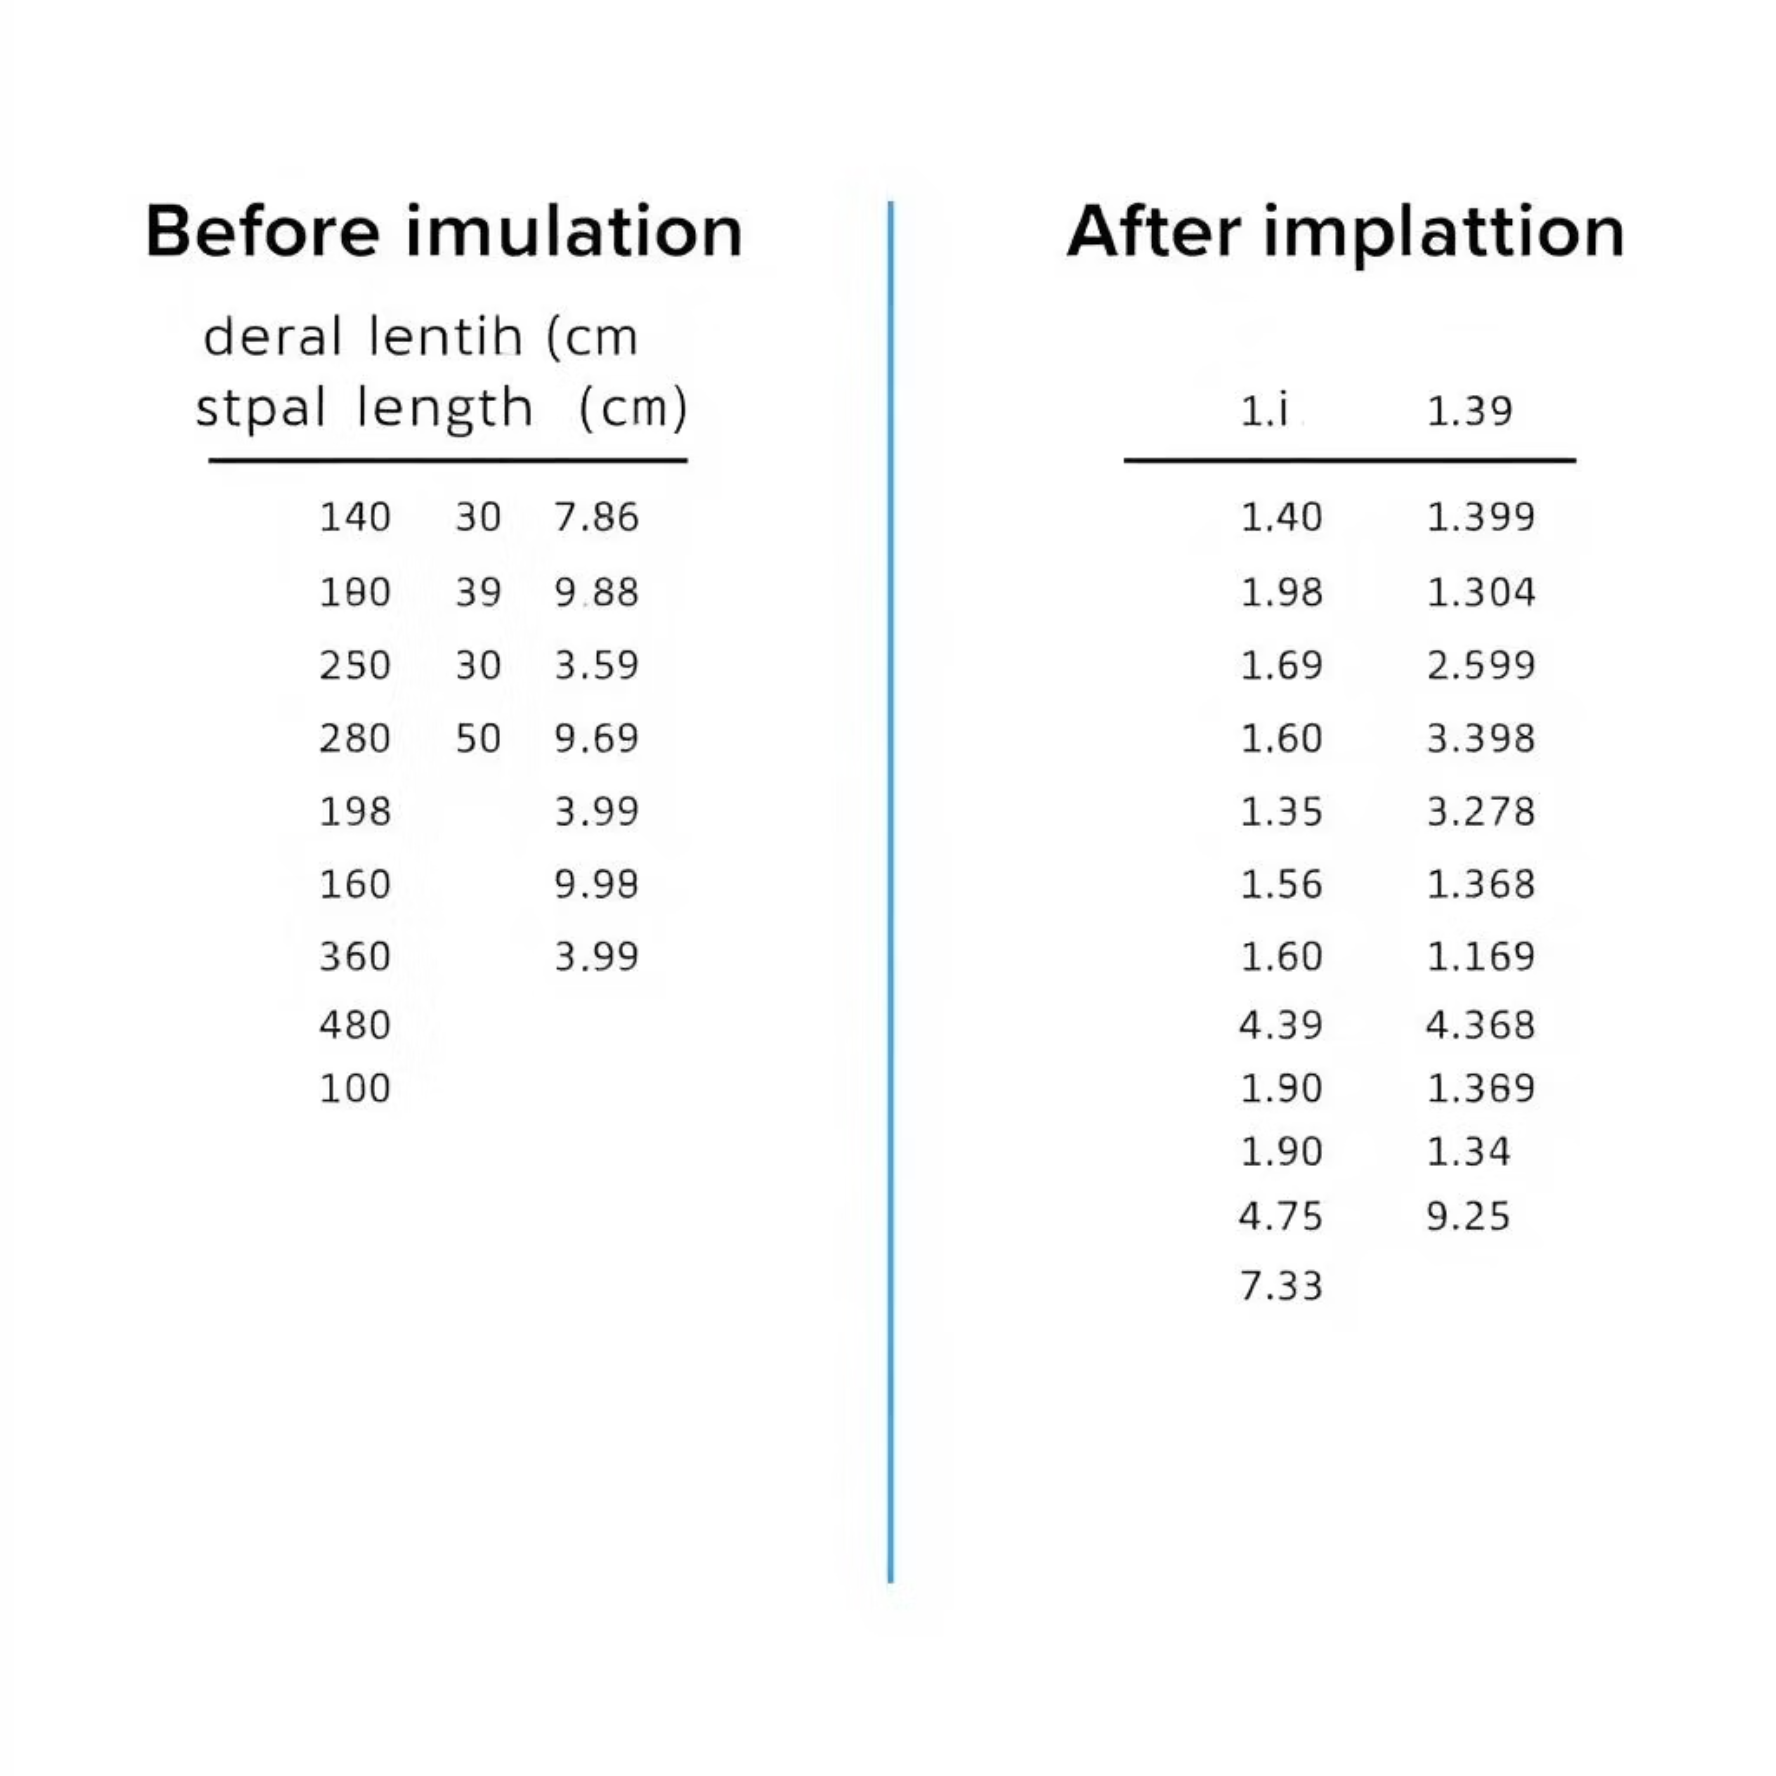 Before imulation
deral lentih (cm
stpal length (cm)
140 30 7.86
180 39 9.88
250 30 3.59
280 50 9.69
198 3.99
160 9.98
360 3.99
480
100
After implattion
1.i 1.39
1.40 1.399
1.98 1.304
1.69 2.599
1.60 3.398
1.35 3.278
1.56 1.368
1.60 1.169
4.39 4.368
1.90 1.369
1.90 1.34
4.75 9.25
7.33